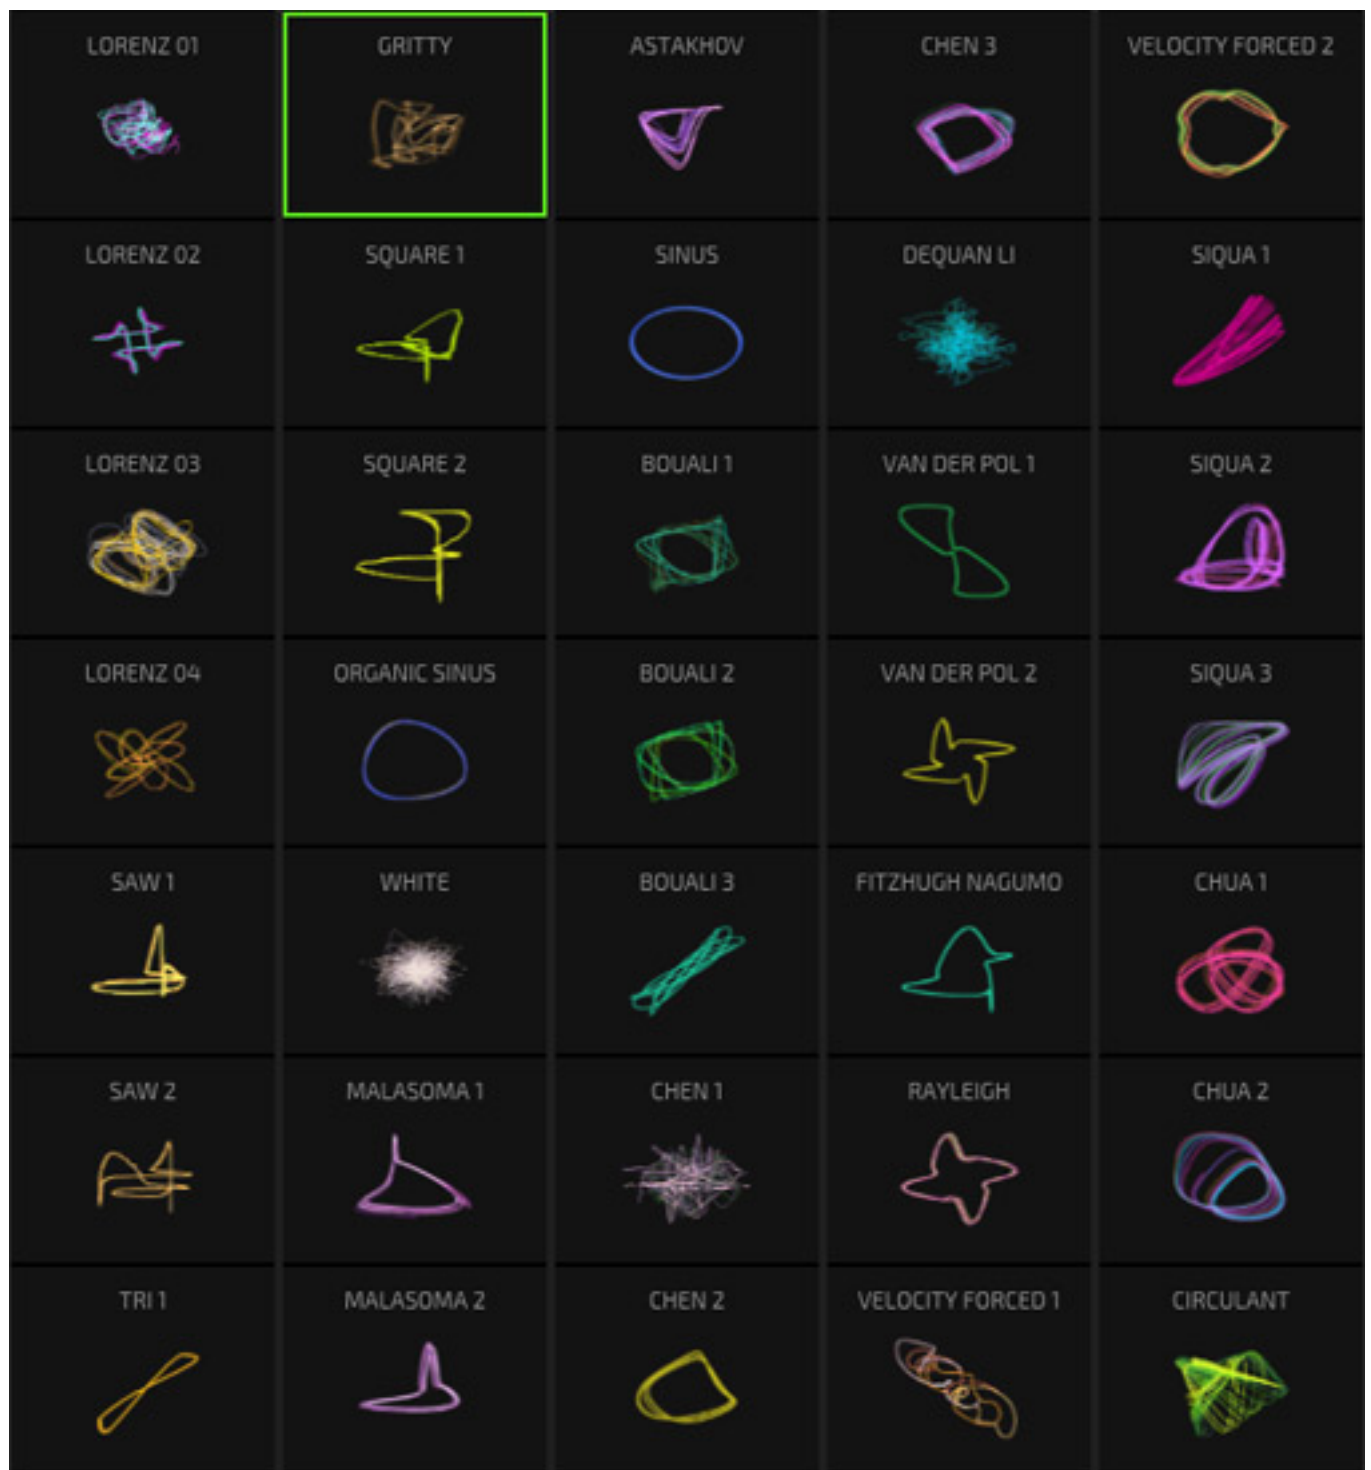 LORENZ 01
GRITTY
ASTAKHOV
CHEN 3
VELOCITY FORCED 2
LORENZ 02
SQUARE 1
SINUS
DEQUAN LI
SIQUA 1
LORENZ 03
SQUARE 2
BOUALI 1
VAN DER POL 1
SIQUA 2
LORENZ 04
ORGANIC SINUS
BOUALI 2
VAN DER POL 2
SIQUA 3
SAW 1
WHITE
BOUALI 3
FITZHUGH NAGUMO
CHUA 1
SAW 2
MALASOMA 1
CHEN 1
RAYLEIGH
CHUA 2
TRI 1
MALASOMA 2
CHEN 2
VELOCITY FORCED 1
CIRCULANT